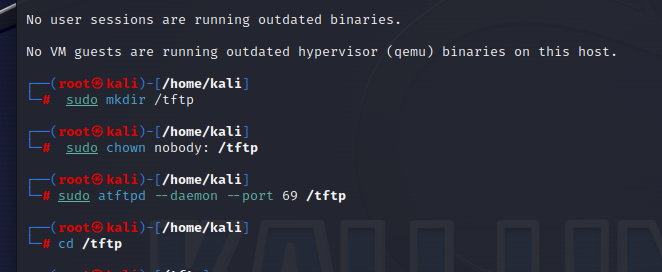 No user sessions are running outdated binaries.
No VM guests are running outdated hypervisor (qemu) binaries on this host.
┌──(root㉿kali)-[/home/kali]
└─# sudo mkdir /tftp
┌──(root㉿kali)-[/home/kali]
└─# sudo chown nobody: /tftp
┌──(root㉿kali)-[/home/kali]
└─# sudo atftpd --daemon --port 69 /tftp
┌──(root㉿kali)-[/home/kali]
└─# cd /tftp